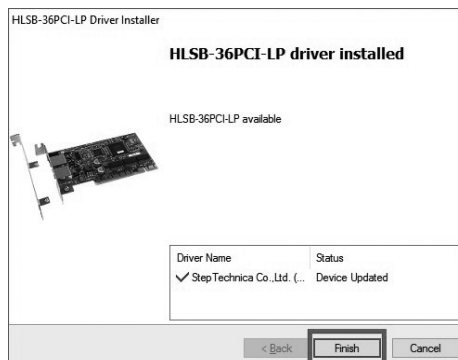 HLSB-36PCI-LP Driver Installer
HLSB-36PCI-LP driver installed
HLSB-36PCI-LP available
Driver Name Status
StepTechnica Co.,Ltd. (... Device Updated
< Back Finish Cancel